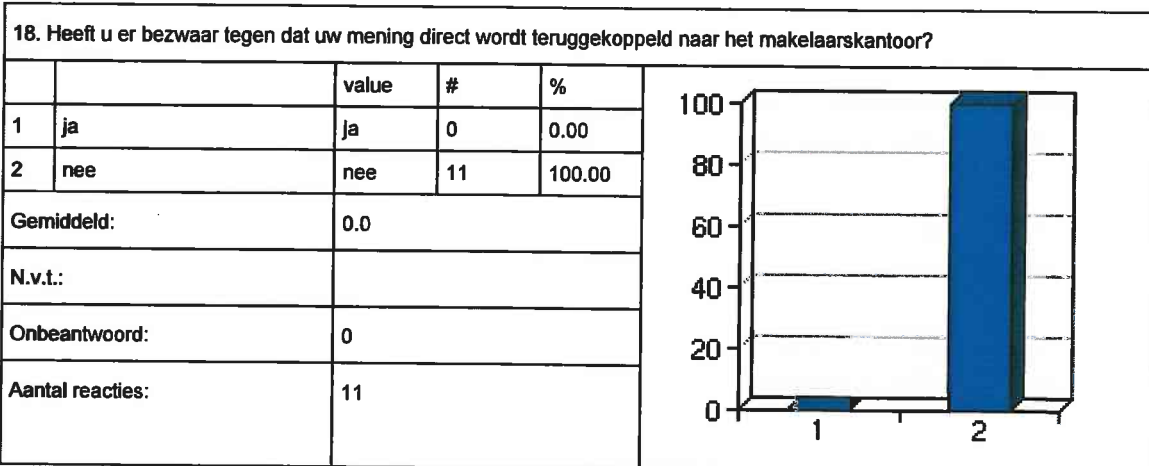 18. Heeft u er bezwaar tegen dat uw mening direct wordt teruggekoppeld naar het makelaarskantoor?
value # %
1 ja ja 0 0.00
2 nee nee 11 100.00
Gemiddeld: 0.0
N.v.t.:
Onbeantwoord: 0
Aantal reacties: 11
100
80
60
40
20
0
1 2